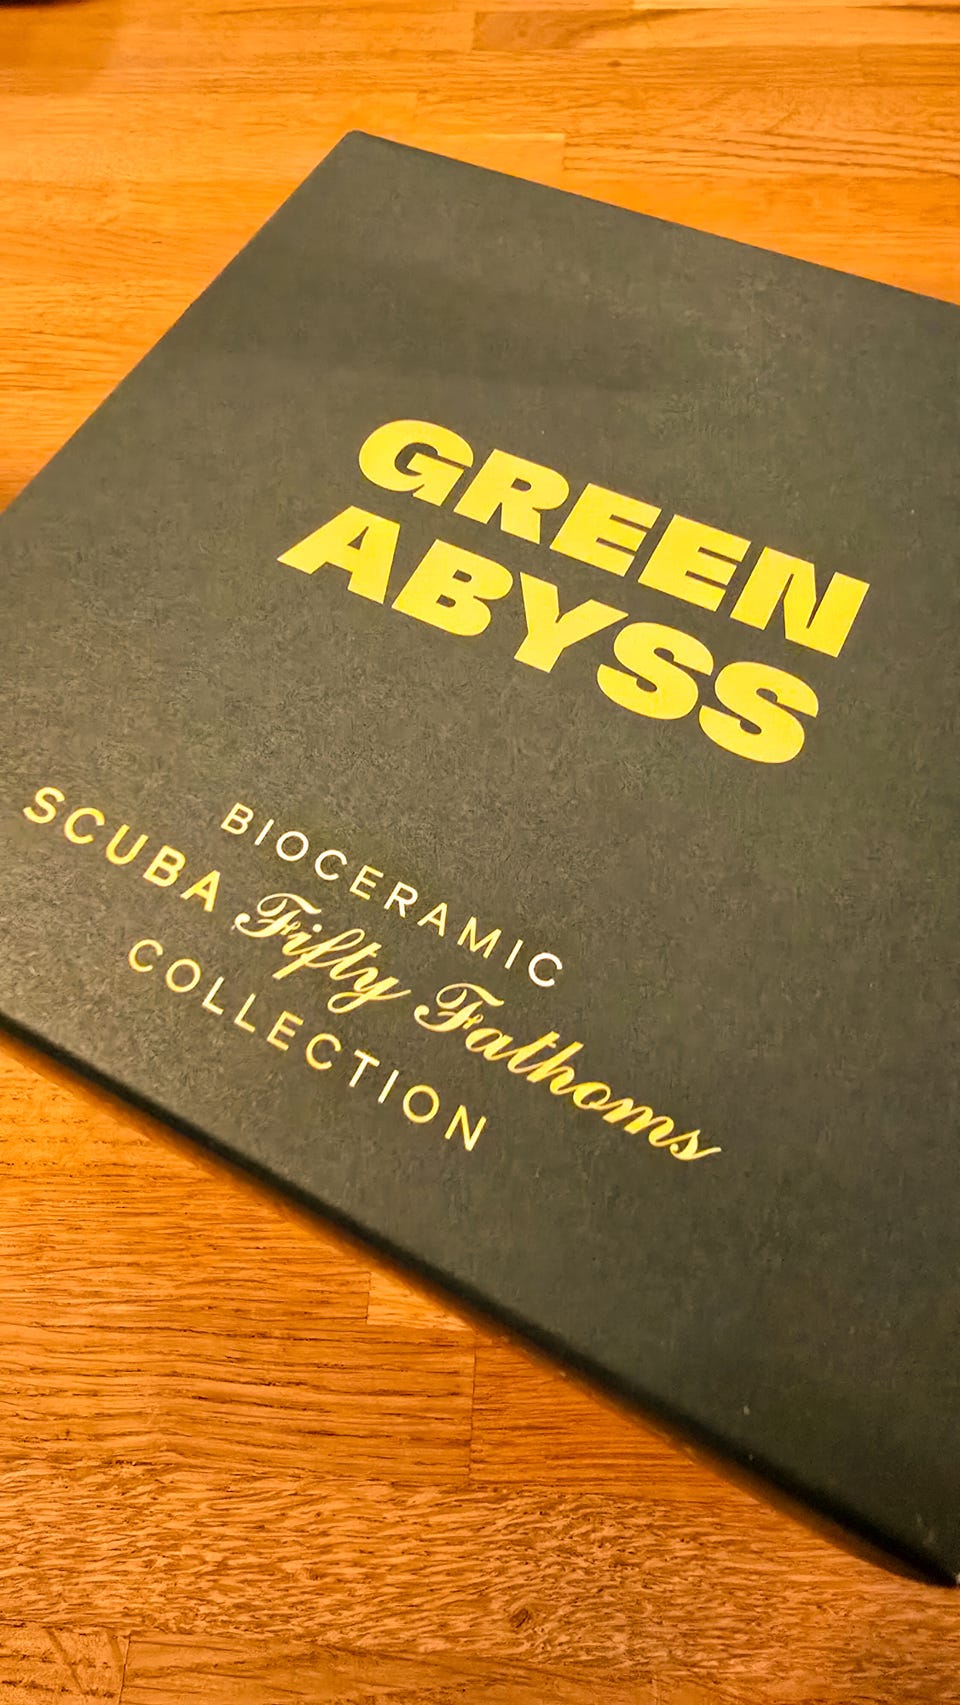 GREEN
ABYSS
BIOCERAMIC
SCUBA Fifty Fathoms
COLLECTION